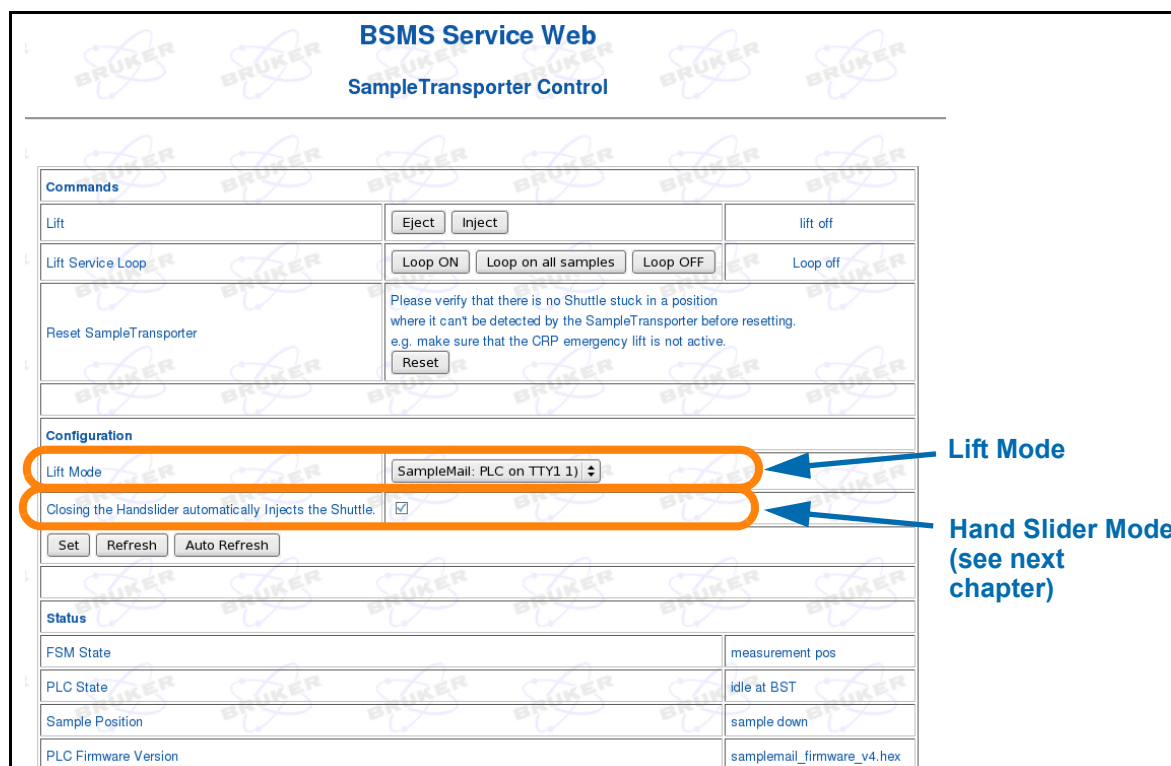 BSMS Service Web
SampleTransporter Control
Commands
Lift Eject Inject lift off
Lift Service Loop Loop ON Loop on all samples Loop OFF Loop off
Please verify that there is no Shuttle stuck in a position
where it can't be detected by the SampleTransporter before resetting.
Reset SampleTransporter
e.g. make sure that the CRP emergency lift is not active.
Reset
Configuration
Lift Mode SampleMail: PLC on TTY1 1)
Lift Mode
Closing the Handslider automatically Injects the Shuttle.
Hand Slider Mode
(see next
chapter)
Set Refresh Auto Refresh
Status
FSM State measurement pos
PLC State idle at BST
Sample Position sample down
PLC Firmware Version samplemail_firmware_v4.hex